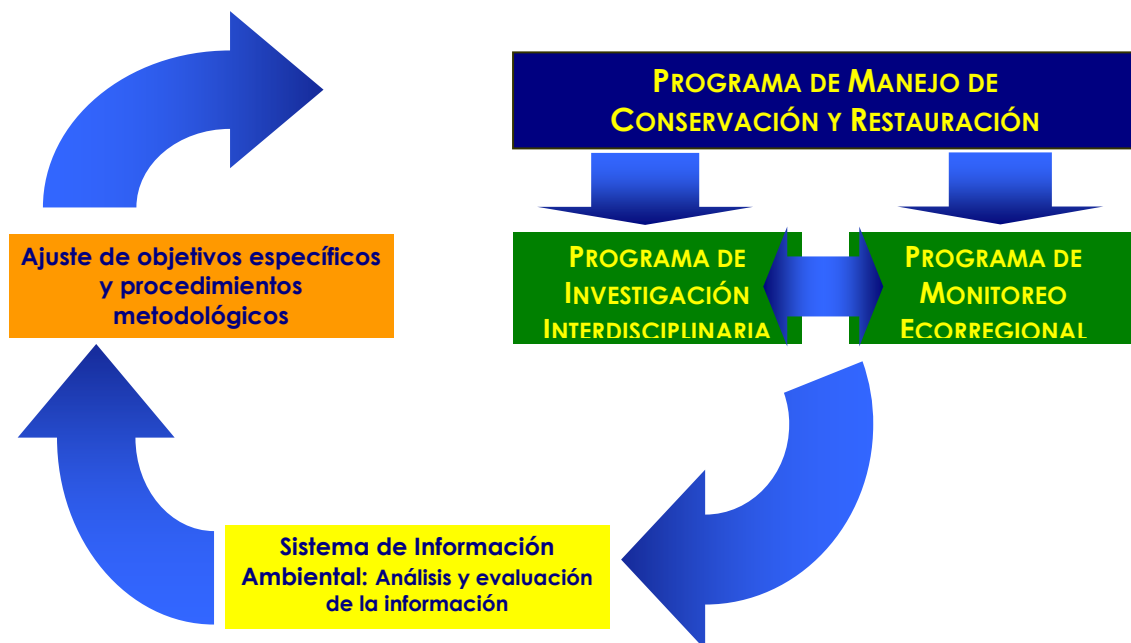 PROGRAMA DE MANEJO DE
CONSERVACIÓN Y RESTAURACIÓN
Ajuste de objetivos específicos
y procedimientos
metodológicos
PROGRAMA DE
INVESTIGACIÓN
INTERDISCIPLINARIA
PROGRAMA DE
MONITOREO
ECORREGIONAL
Sistema de Información
Ambiental: Análisis y evaluación
de la información